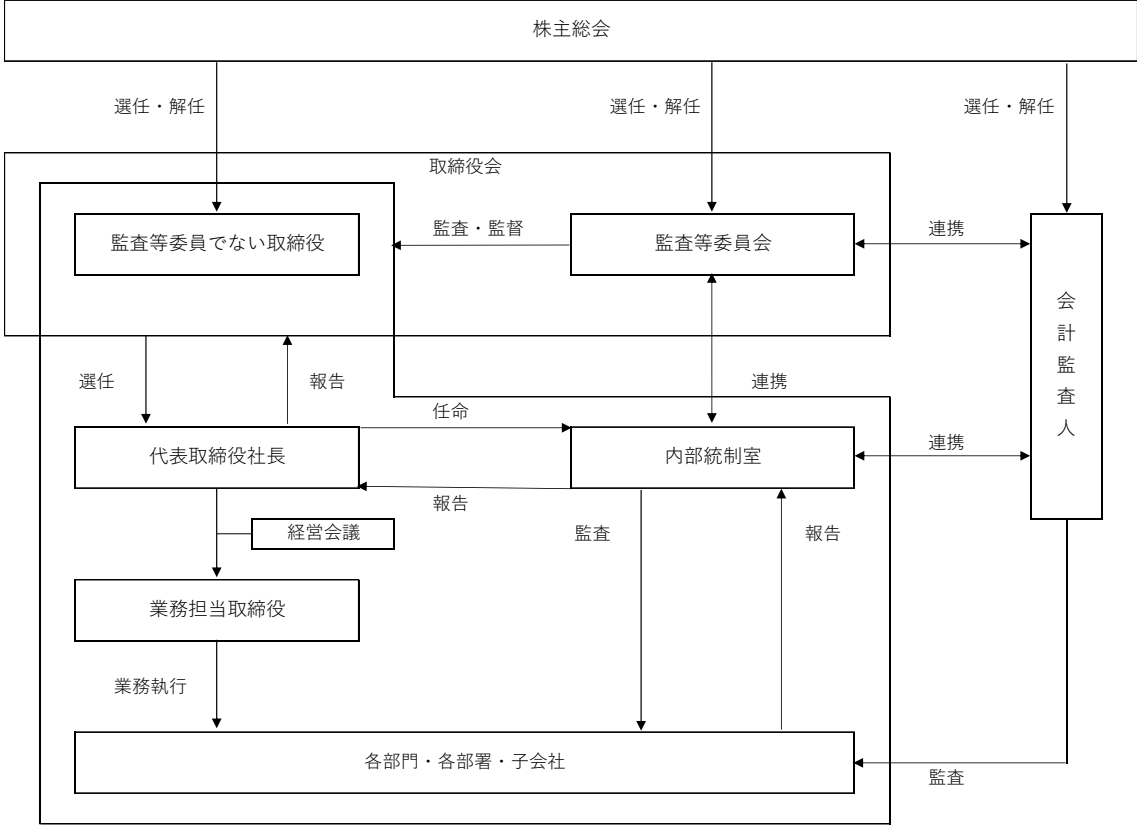 株主総会
選任・解任
選任・解任
選任・解任
取締役会
監査等委員でない取締役
監査・監督
監査等委員会
連携
会計監査人
選任
報告
連携
任命
代表取締役社長
内部統制室
連携
報告
経営会議
監査
報告
業務担当取締役
業務執行
各部門・各部署・子会社
監査